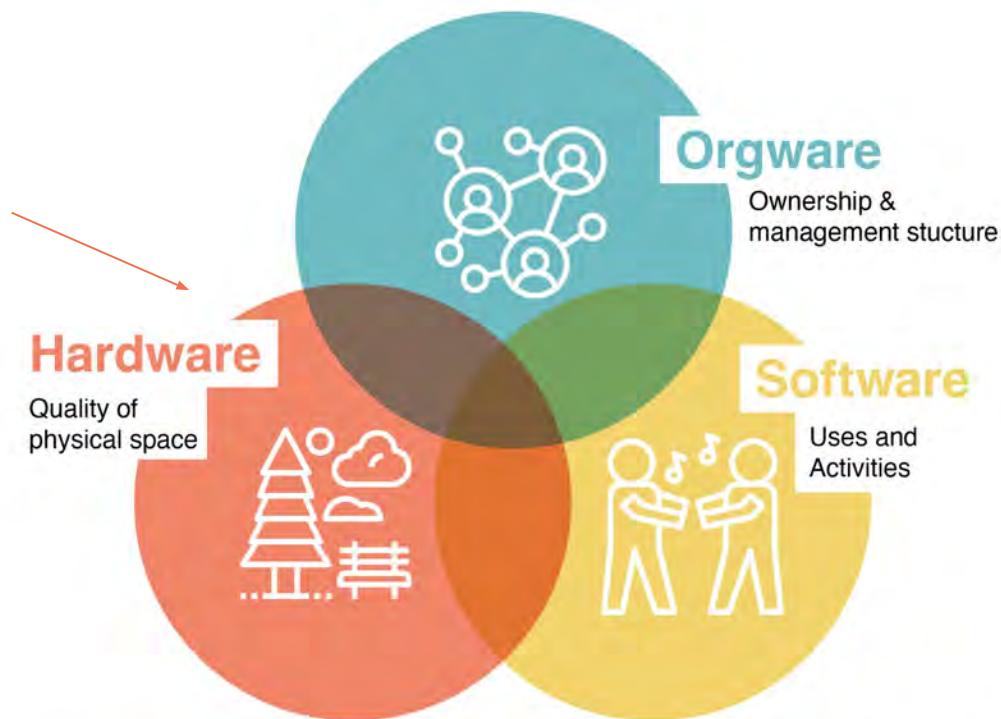 Orgware
Ownership &
management stucture
Hardware
Quality of
physical space
Software
Uses and
Activities